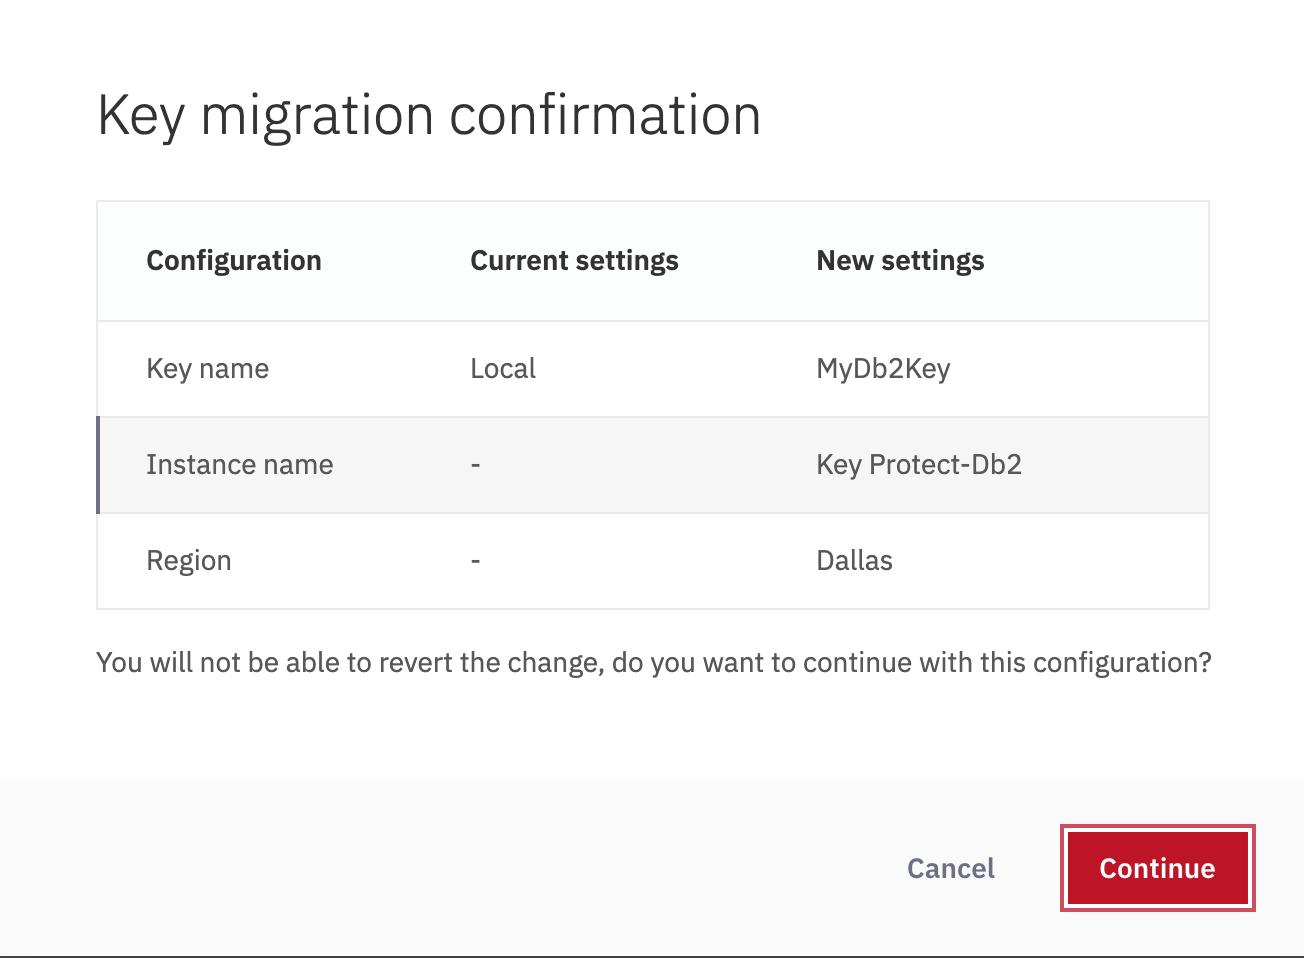 Key migration confirmation
Configuration Current settings New settings
Key name Local MyDb2Key
Instance name - Key Protect-Db2
Region - Dallas
You will not be able to revert the change, do you want to continue with this configuration?
Cancel Continue